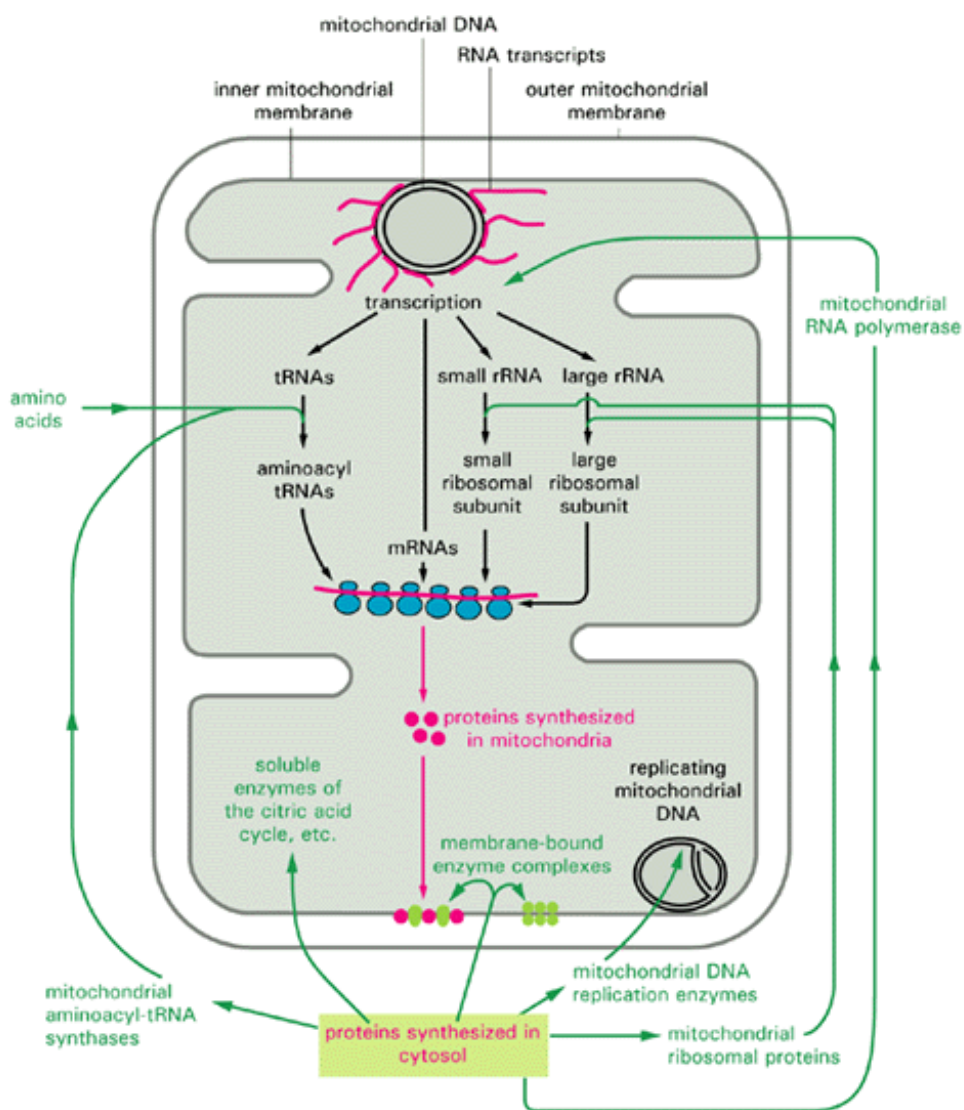 mitochondrial DNA
RNA transcripts
inner mitochondrial
membrane
outer mitochondrial
membrane
transcription
mitochondrial
RNA polymerase
tRNAs
small rRNA
large rRNA
amino
acids
aminoacyl
tRNAs
small
ribosomal
subunit
large
ribosomal
subunit
mRNAs
proteins synthesized
in mitochondria
soluble
enzymes of
the citric acid
cycle, etc.
replicating
mitochondrial
DNA
membrane-bound
enzyme complexes
mitochondrial
aminoacyl-tRNA
synthases
mitochondrial DNA
replication enzymes
proteins synthesized in
cytosol
mitochondrial
ribosomal proteins